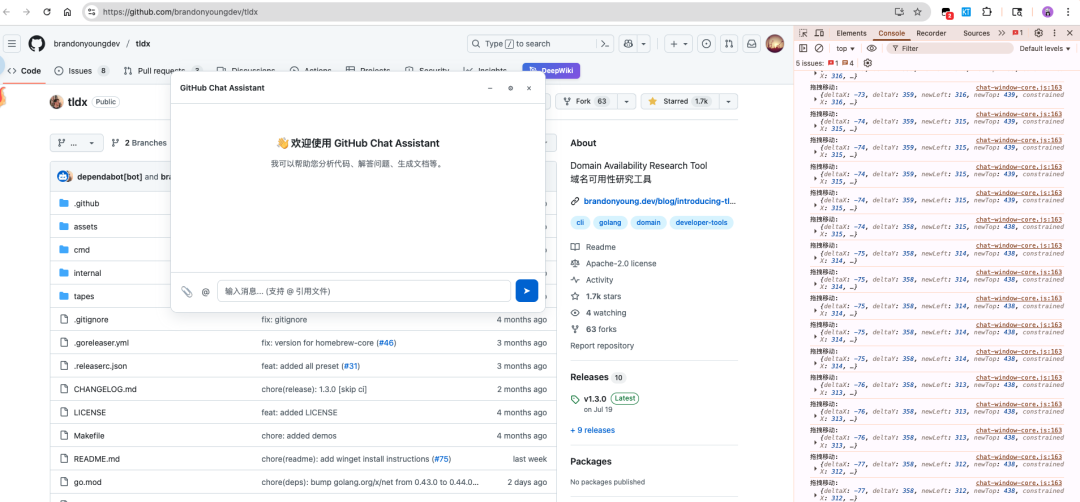 https://github.com/brandonyoungdev/tldx
brandonyoungdev / tldx
Type / to search
Code
Issues 8
Pull requests
Discussions
Actions
Projects
Security
Insights
DeepWiki
tldx Public
Fork 63
Starred 1.7k
...
2 Branches
dependabot[bot] and bra
.github
assets
cmd
internal
tapes
.gitignore fix: gitignore 4 months ago
.goreleaser.yml fix: version for homebrew-core (#46) 3 months ago
.releaserc.json feat: added all preset (#31) 3 months ago
CHANGELOG.md chore(release): 1.3.0 [skip ci] 2 months ago
LICENSE feat: added LICENSE 4 months ago
Makefile chore: added demos 4 months ago
README.md chore(readme): add winget install instructions (#75) last week
go.mod chore(deps): bump golang.org/x/net from 0.43.0 to 0.44.0... 2 days ago
GitHub Chat Assistant
👋 欢迎使用 GitHub Chat Assistant
我可以帮助您分析代码、解答问题、生成文档等。
@ 输入消息... (支持 @ 引用文件)
About
Domain Availability Research Tool
域名可用性研究工具
brandonyoung.dev/blog/introducing-tl...
cli golang domain developer-tools
Readme
Apache-2.0 license
Activity
1.7k stars
4 watching
63 forks
Report repository
Releases 10
v1.3.0 Latest
on Jul 19
+ 9 releases
Packages
No packages published
Elements Console Recorder Sources 1
top Filter Default levels
5 issues: 1 4
X: 316, …}
拖拽移动: chat-window-core.js:163
{deltaX: -73, deltaY: 359, newLeft: 316, newTop: 439, constrained
X: 316, …}
拖拽移动: chat-window-core.js:163
{deltaX: -74, deltaY: 359, newLeft: 315, newTop: 439, constrained
X: 315, …}
拖拽移动: chat-window-core.js:163
{deltaX: -74, deltaY: 359, newLeft: 315, newTop: 439, constrained
X: 315, …}
拖拽移动: chat-window-core.js:163
{deltaX: -74, deltaY: 359, newLeft: 315, newTop: 439, constrained
X: 315, …}
拖拽移动: chat-window-core.js:163
{deltaX: -74, deltaY: 358, newLeft: 315, newTop: 438, constrained
X: 315, …}
拖拽移动: chat-window-core.js:163
{deltaX: -75, deltaY: 358, newLeft: 314, newTop: 438, constrained
X: 314, …}
拖拽移动: chat-window-core.js:163
{deltaX: -75, deltaY: 358, newLeft: 314, newTop: 438, constrained
X: 314, …}
拖拽移动: chat-window-core.js:163
{deltaX: -75, deltaY: 358, newLeft: 314, newTop: 438, constrained
X: 314, …}
拖拽移动: chat-window-core.js:163
{deltaX: -75, deltaY: 358, newLeft: 314, newTop: 438, constrained
X: 314, …}
拖拽移动: chat-window-core.js:163
{deltaX: -75, deltaY: 358, newLeft: 314, newTop: 438, constrained
X: 314, …}
拖拽移动: chat-window-core.js:163
{deltaX: -76, deltaY: 358, newLeft: 313, newTop: 438, constrained
X: 313, …}
拖拽移动: chat-window-core.js:163
{deltaX: -76, deltaY: 358, newLeft: 313, newTop: 438, constrained
X: 313, …}
拖拽移动: chat-window-core.js:163
{deltaX: -76, deltaY: 358, newLeft: 313, newTop: 438, constrained
X: 313, …}
拖拽移动: chat-window-core.js:163
{deltaX: -77, deltaY: 358, newLeft: 312, newTop: 438, constrained
X: 312, …}
拖拽移动: chat-window-core.js:163
{deltaX: -77, deltaY: 358, newLeft: 312, newTop: 438, constrained
X: 312, …}